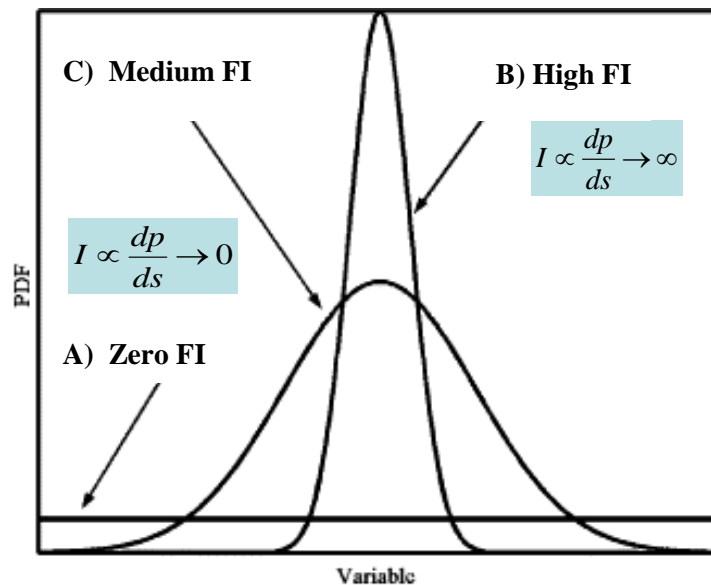 C) Medium FI
B) High FI
I ∝ dp/ds → ∞
I ∝ dp/ds → 0
PDF
A) Zero FI
Variable